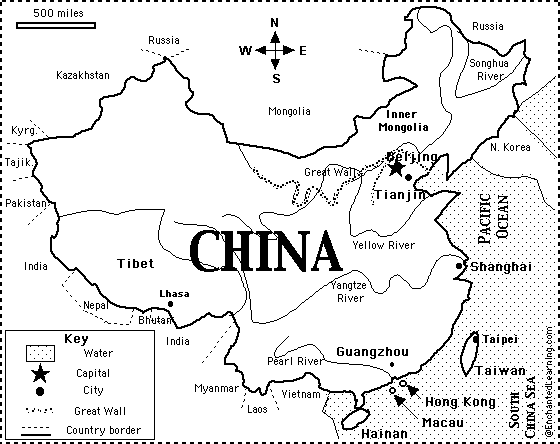 500 miles
N
W E
S
Russia
Russia
Songhua
River
Kazakhstan
Mongolia
Inner
Mongolia
Kyrg.
Tajik
Pakistan
Great Wall
Beijing
Tianjin
N. Korea
PACIFIC
OCEAN
India
Tibet
CHINA
Yellow River
Shanghai
Lhasa
Nepal
Bhutan
India
Yangtze
River
Pearl River
Guangzhou
Taipei
Taiwan
Myanmar
Laos
Vietnam
Hong Kong
Macau
Hainan
SOUTH
CHINA SEA
©EnchantedLearning.com
Key
Water
Capital
City
Great Wall
Country border